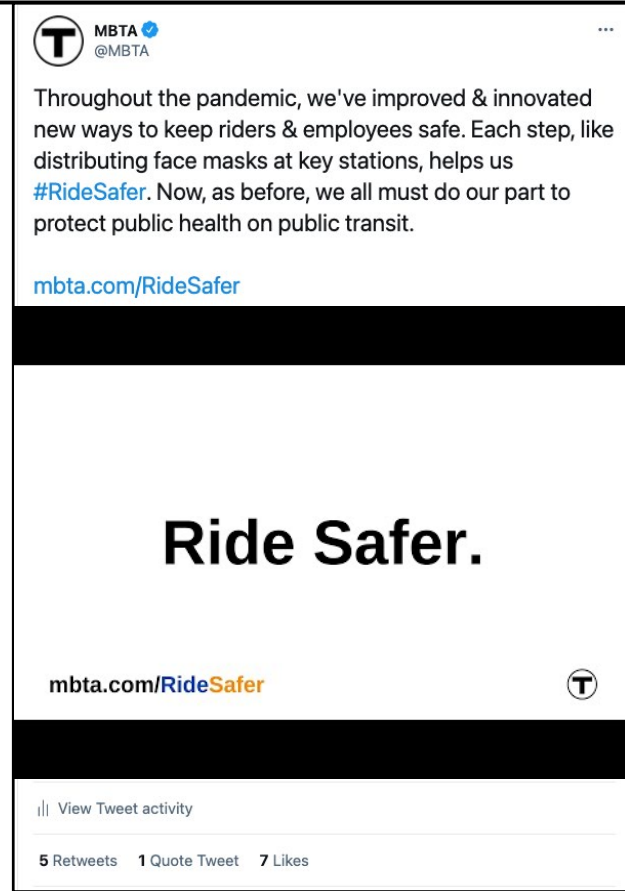 MBTA
@MBTA
Throughout the pandemic, we've improved & innovated
new ways to keep riders & employees safe. Each step, like
distributing face masks at key stations, helps us
#RideSafer. Now, as before, we all must do our part to
protect public health on public transit.
mbta.com/RideSafer
Ride Safer.
mbta.com/RideSafer
T
View Tweet activity
5 Retweets 1 Quote Tweet 7 Likes